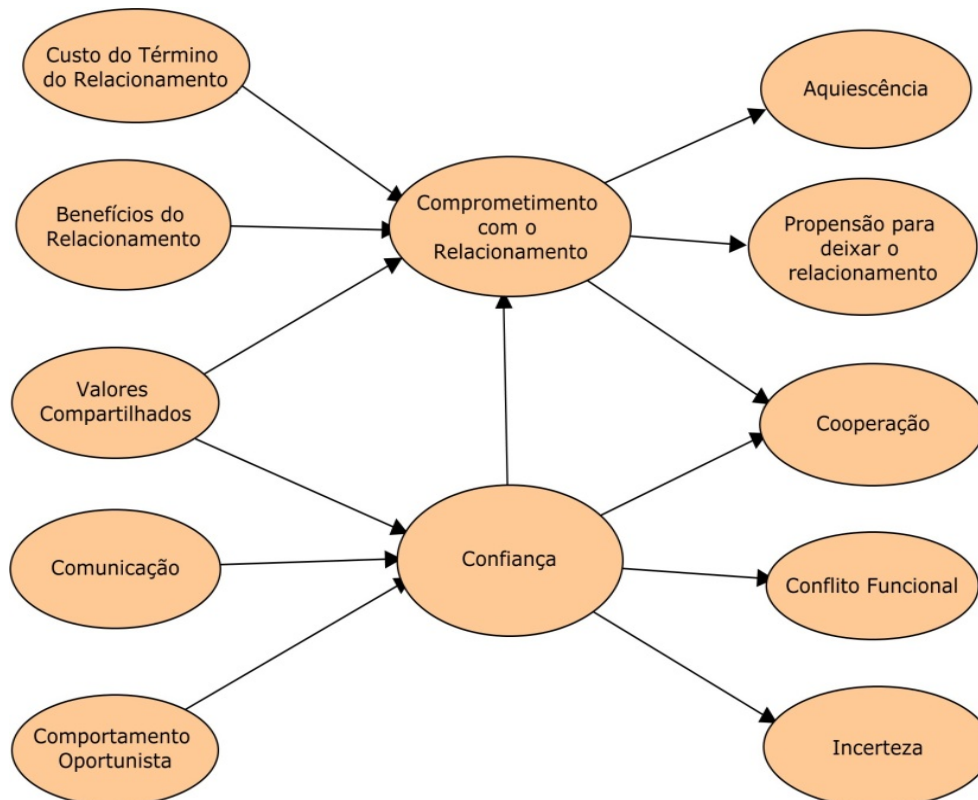 Custo do Término
do Relacionamento
Benefícios do
Relacionamento
Valores
Compartilhados
Comunicação
Comportamento
Oportunista
Comprometimento
com o
Relacionamento
Confiança
Aquiescência
Propensão para
deixar o
relacionamento
Cooperação
Conflito Funcional
Incerteza